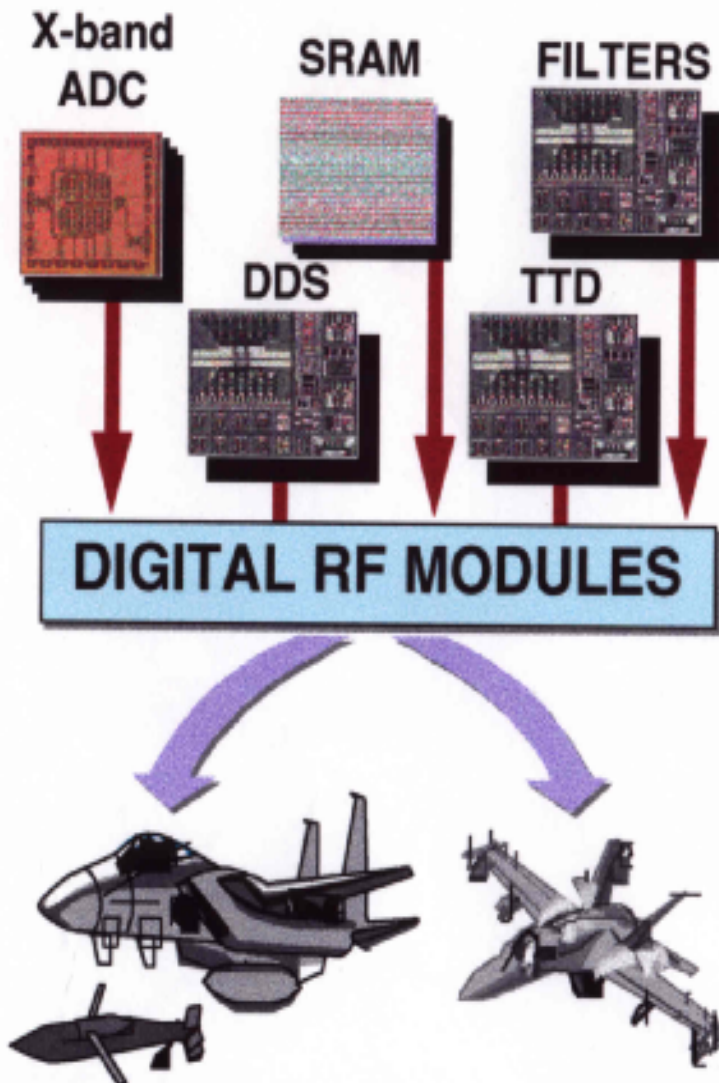 X-band
ADC
SRAM
FILTERS
DDS
TTD
DIGITAL RF MODULES